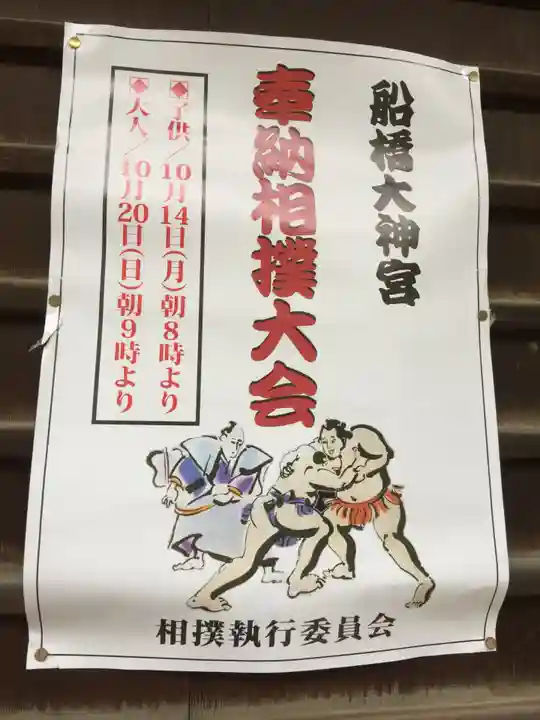 船橋大神宮
奉納相撲大会
◆子供／10月14日(月)朝8時より
◆大人／10月20日(日)朝9時より
相撲執行委員会